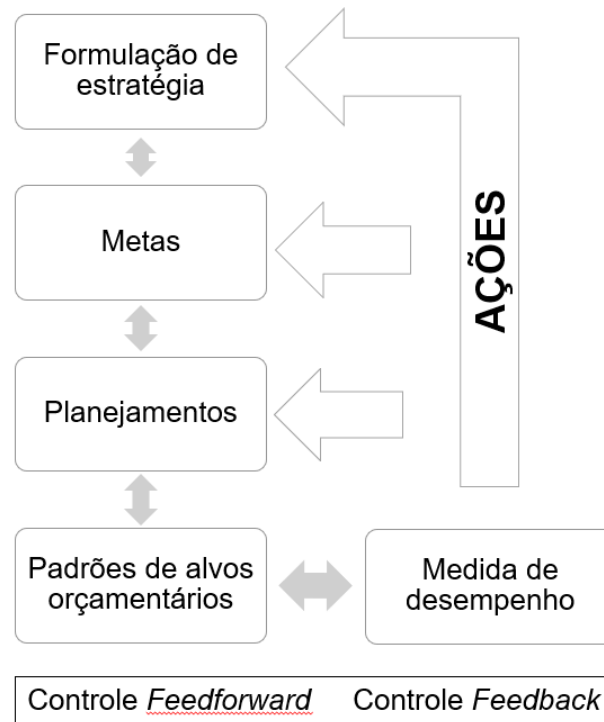 Formulação de
estratégia
Metas
Planejamentos
Padrões de alvos
orçamentários
Medida de
desempenho
AÇÕES
Controle Feedforward Controle Feedback